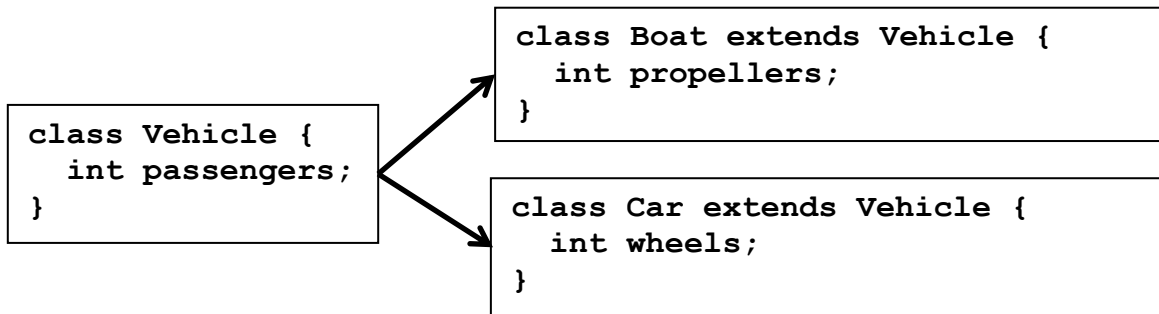 class Vehicle {
int passengers;
}
class Boat extends Vehicle {
int propellers;
}
class Car extends Vehicle {
int wheels;
}